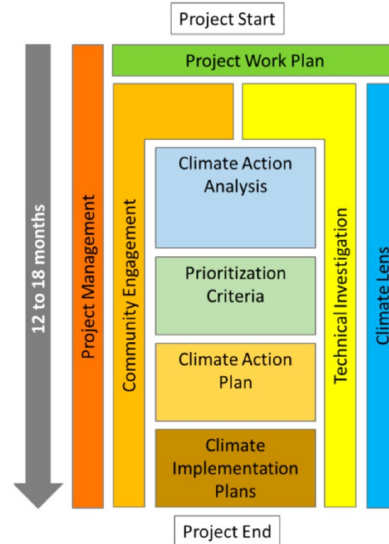 Project Start
Project Work Plan
12 to 18 months
Project Management
Community Engagement
Climate Action
Analysis
Prioritization
Criteria
Climate Action
Plan
Climate
Implementation
Plans
Technical Investigation
Climate Lens
Project End